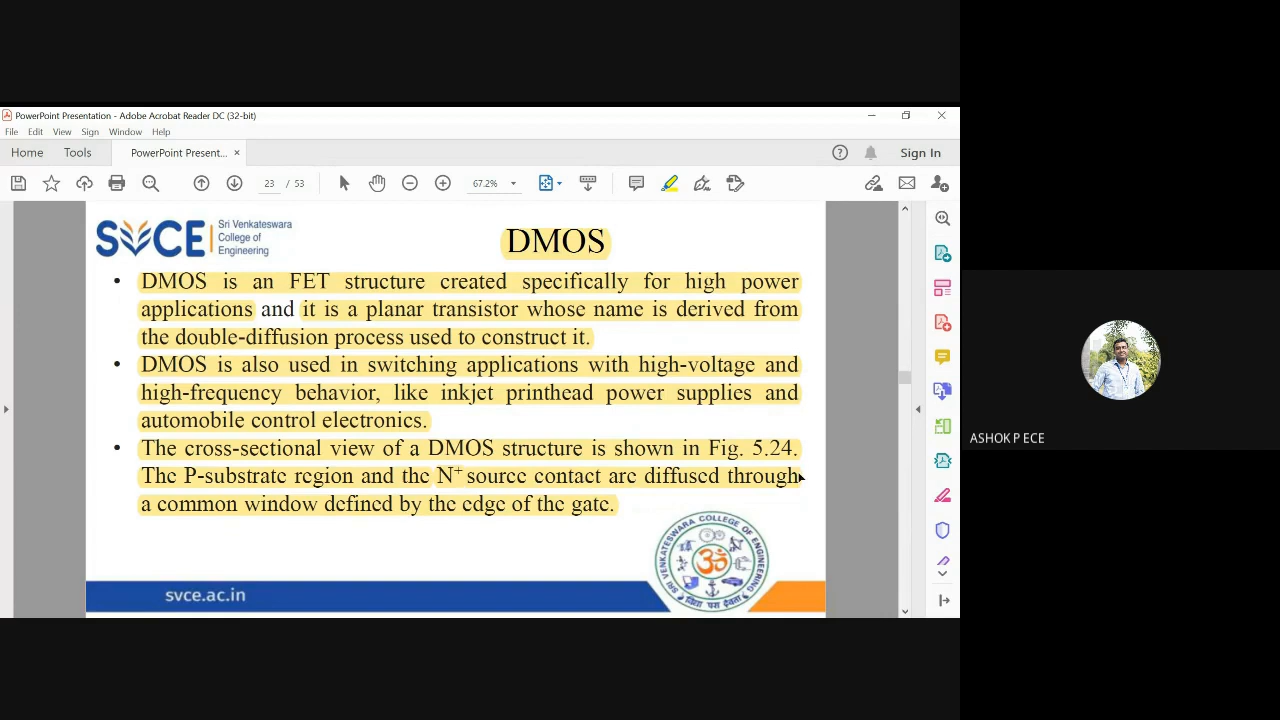 PowerPoint Presentation - Adobe Acrobat Reader DC (32-bit)
File Edit View Sign Window Help
Home Tools PowerPoint Present... × Sign In
23 / 53 67.2%
SVCE Sri Venkateswara
College of
Engineering
DMOS
• DMOS is an FET structure created specifically for high power
applications and it is a planar transistor whose name is derived from
the double-diffusion process used to construct it.
• DMOS is also used in switching applications with high-voltage and
high-frequency behavior, like inkjet printhead power supplies and
automobile control electronics.
• The cross-sectional view of a DMOS structure is shown in Fig. 5.24.
The P-substrate region and the N⁺ source contact are diffused through
a common window defined by the edge of the gate.
SRI VENKATESWARA COLLEGE OF ENGINEERING
ॐ
svce.ac.in
ASHOK P ECE